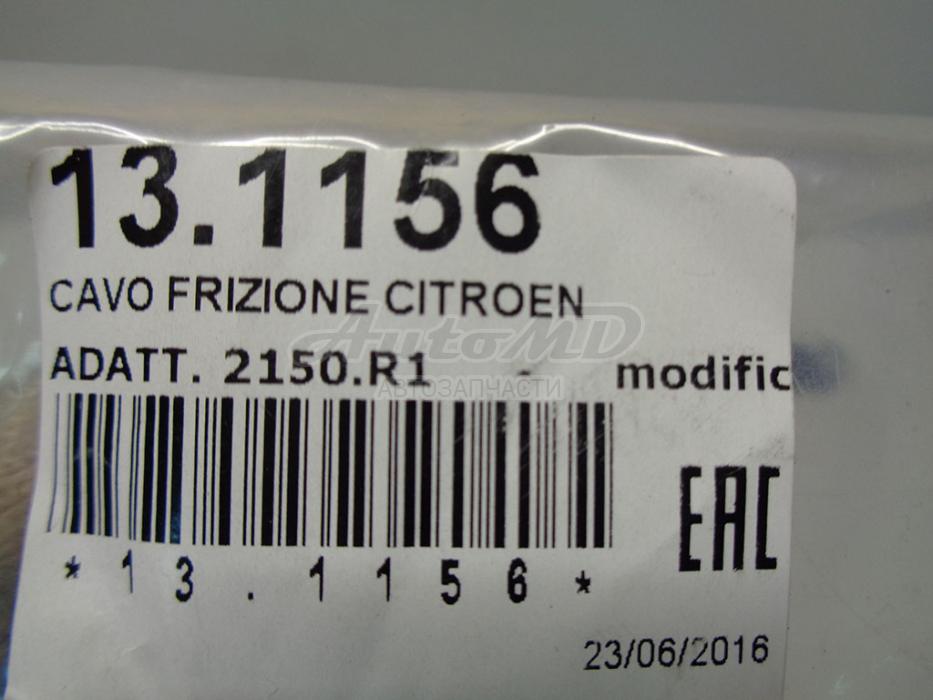 13.1156
CAVO FRIZIONE CITROEN
AutoMD
ADATT. 2150.R1 - modific
АВТОЗАПЧАСТИ
*13.1156*
EAC
23/06/2016